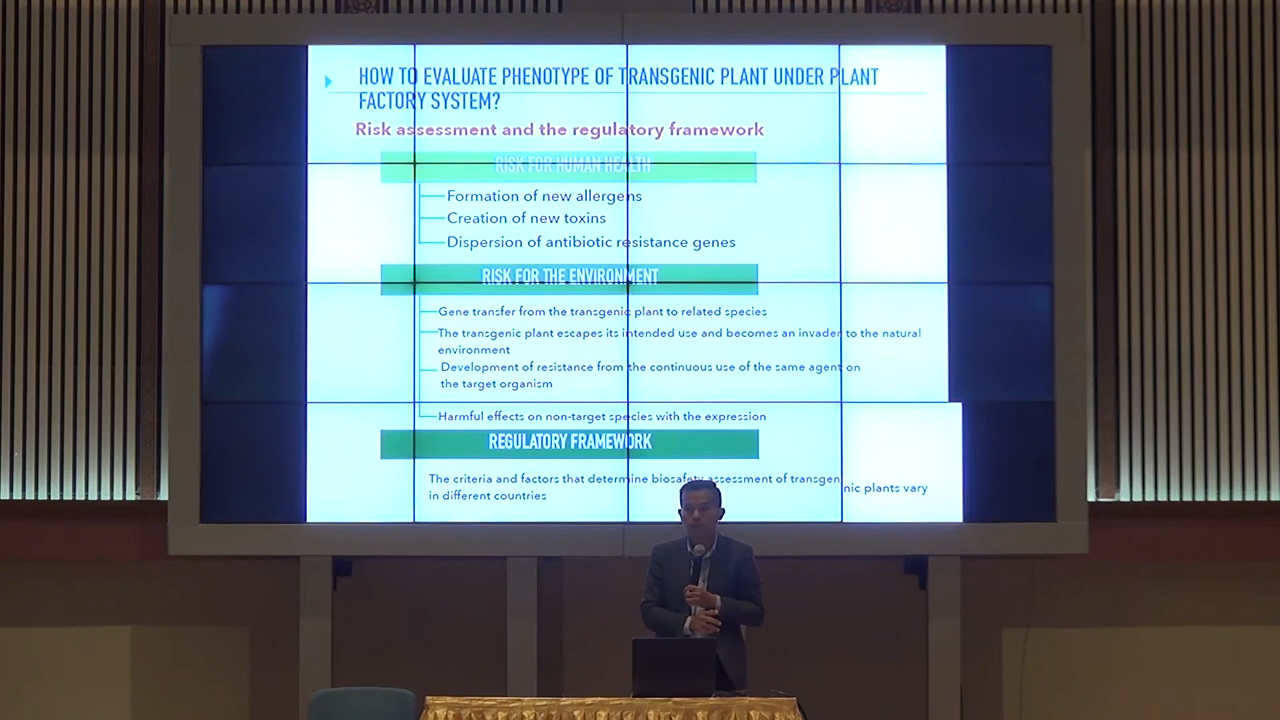 HOW TO EVALUATE PHENOTYPE OF TRANSGENIC PLANT UNDER PLANT
FACTORY SYSTEM?
Risk assessment and the regulatory framework
RISK FOR HUMAN HEALTH
Formation of new allergens
Creation of new toxins
Dispersion of antibiotic resistance genes
RISK FOR THE ENVIRONMENT
Gene transfer from the transgenic plant to related species
The transgenic plant escapes its intended use and becomes an invader to the natural
environment
Development of resistance from the continuous use of the same agent on
the target organism
Harmful effects on non-target species with the expression
REGULATORY FRAMEWORK
The criteria and factors that determine biosafety assessment of transgenic plants vary
in different countries